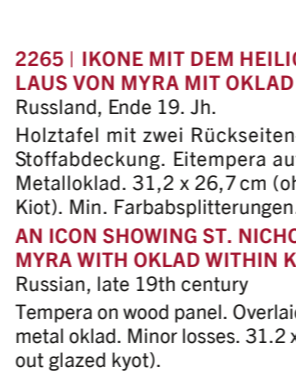 2265 | IKONE MIT DEM HEILIG
LAUS VON MYRA MIT OKLAD
Russland, Ende 19. Jh.
Holztafel mit zwei Rückseiten
Stoffabdeckung. Eitempera au
Metalloklad. 31,2 x 26,7 cm (oh
Kiot). Min. Farbabsplitterungen.
AN ICON SHOWING ST. NICHO
MYRA WITH OKLAD WITHIN K
Russian, late 19th century
Tempera on wood panel. Overlaid
metal oklad. Minor losses. 31.2 x
out glazed kyot).